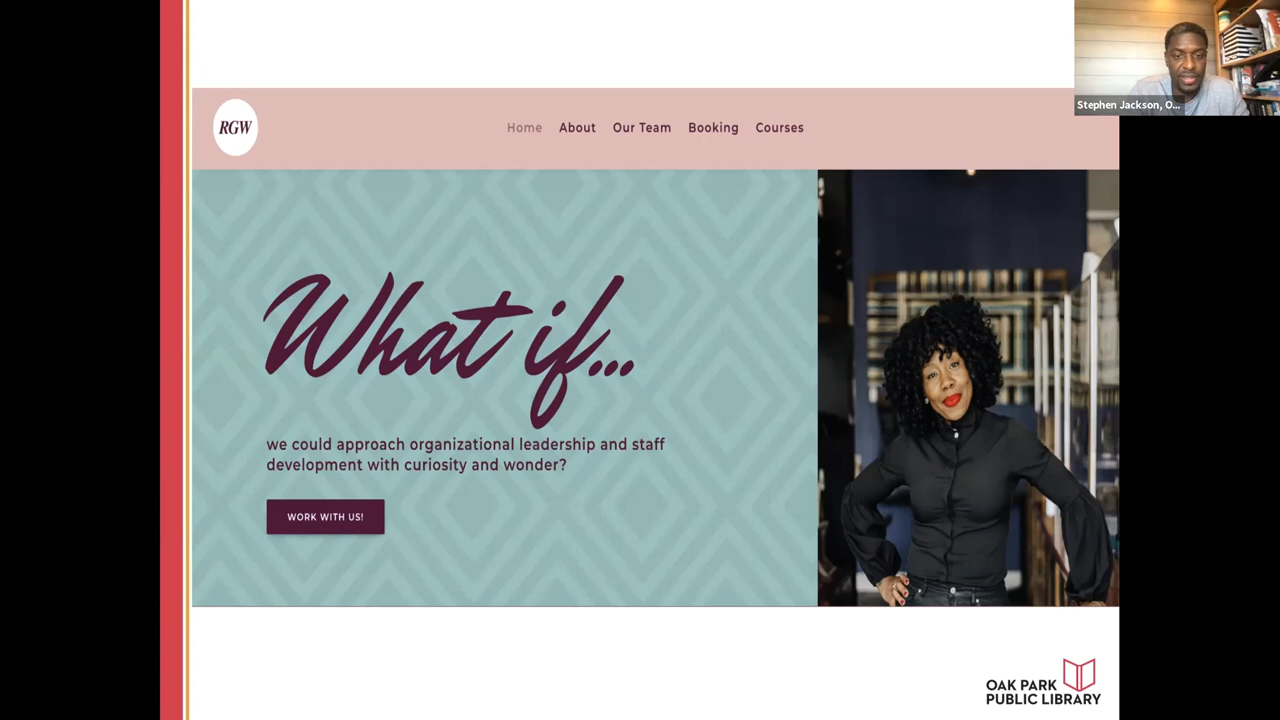 Stephen Jackson, O...
RGW
Home About Our Team Booking Courses
What if...
we could approach organizational leadership and staff
development with curiosity and wonder?
WORK WITH US!
OAK PARK
PUBLIC LIBRARY